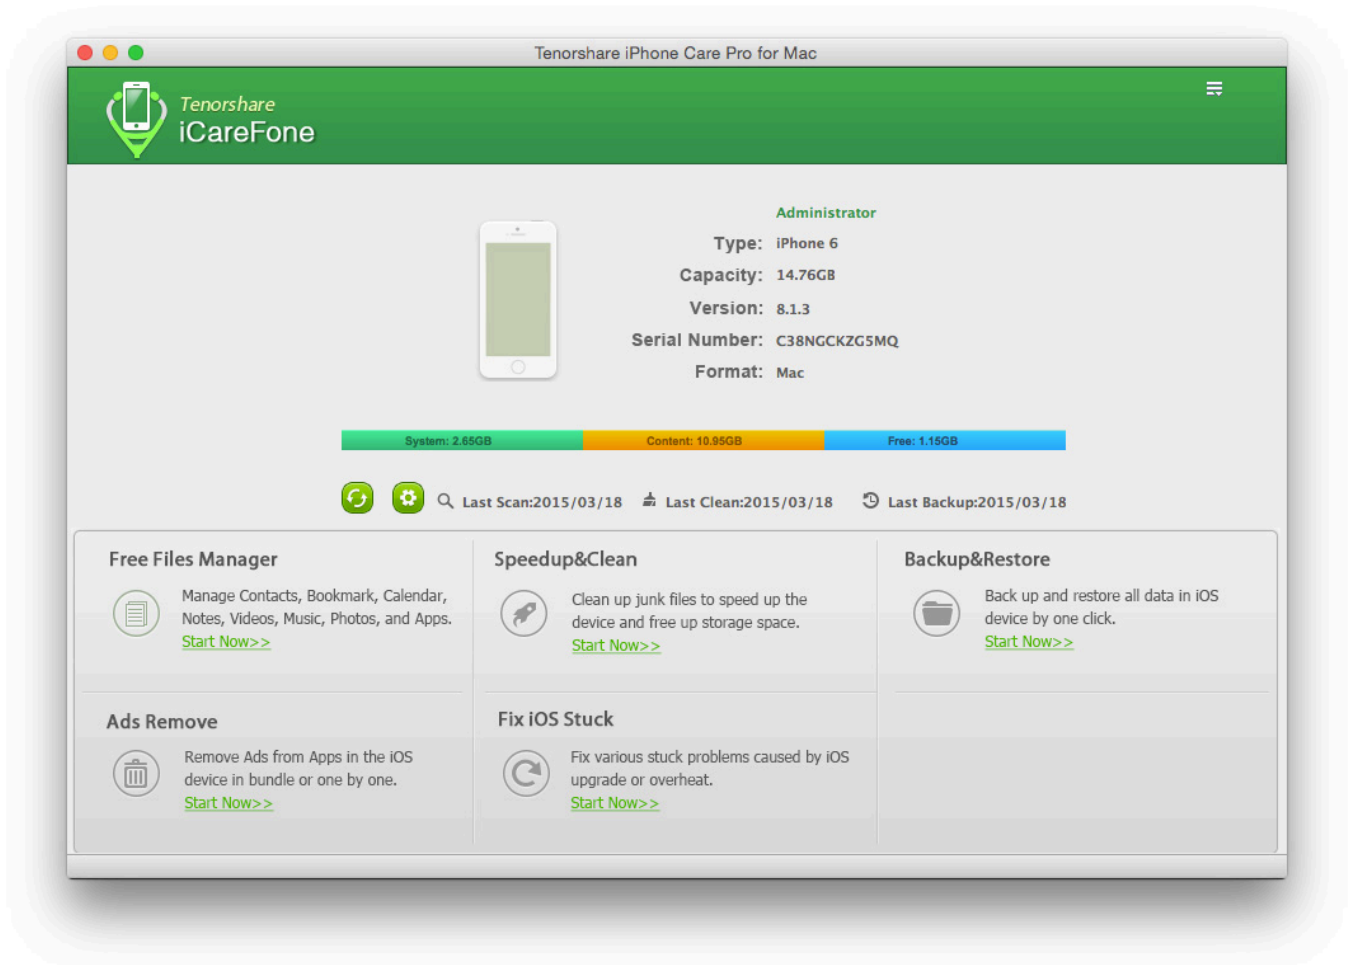 Tenorshare iPhone Care Pro for Mac
Tenorshare
iCareFone
Administrator
Type: iPhone 6
Capacity: 14.76GB
Version: 8.1.3
Serial Number: C38NGCKZG5MQ
Format: Mac
System: 2.65GB Content: 10.95GB Free: 1.15GB
Last Scan:2015/03/18 Last Clean:2015/03/18 Last Backup:2015/03/18
Free Files Manager
Manage Contacts, Bookmark, Calendar,
Notes, Videos, Music, Photos, and Apps.
Start Now>>
Speedup&Clean
Clean up junk files to speed up the
device and free up storage space.
Start Now>>
Backup&Restore
Back up and restore all data in iOS
device by one click.
Start Now>>
Ads Remove
Remove Ads from Apps in the iOS
device in bundle or one by one.
Start Now>>
Fix iOS Stuck
Fix various stuck problems caused by iOS
upgrade or overheat.
Start Now>>